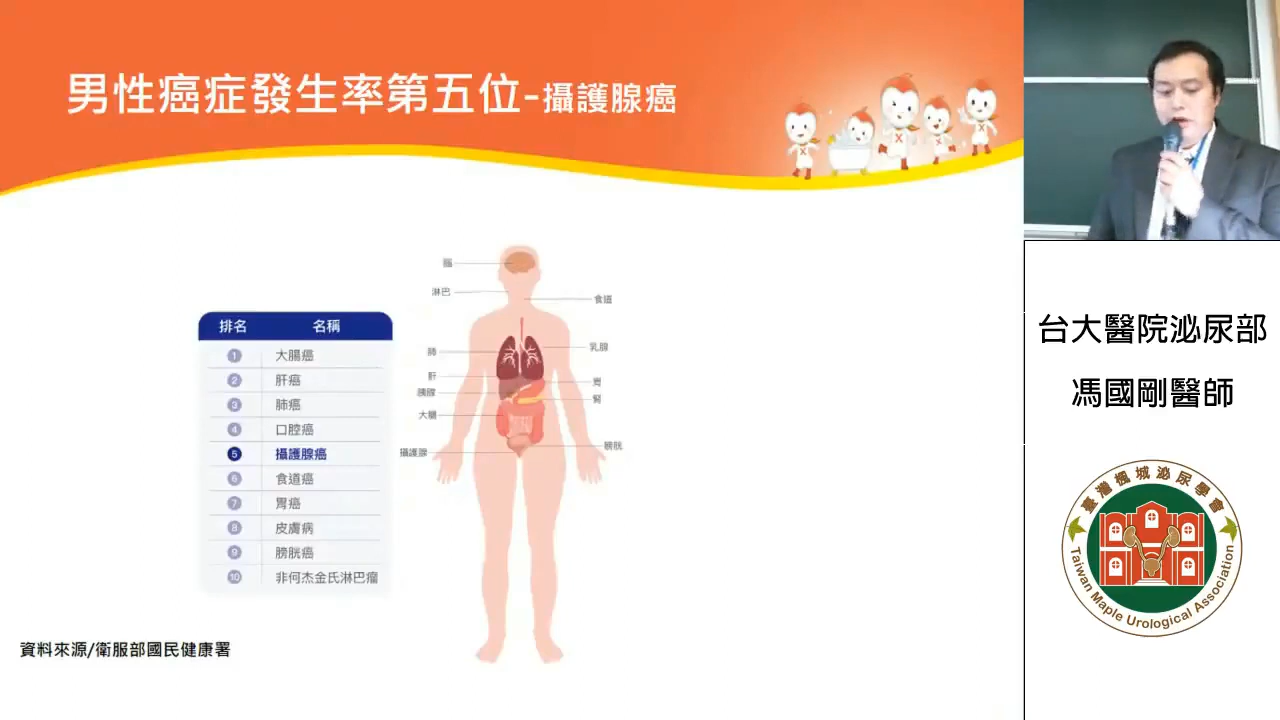 男性癌症發生率第五位-攝護腺癌
排名 名稱
1 大腸癌
2 肝癌
3 肺癌
4 口腔癌
5 攝護腺癌
6 食道癌
7 胃癌
8 皮膚病
9 膀胱癌
10 非何杰金氏淋巴瘤
腦
淋巴
食道
乳腺
肺
肝
胃
胰腺
腎
大腸
膀胱
攝護腺
資料來源/衛服部國民健康署
台大醫院泌尿部
馮國剛醫師
臺灣楓城泌尿學會
Taiwan Maple Urological Association